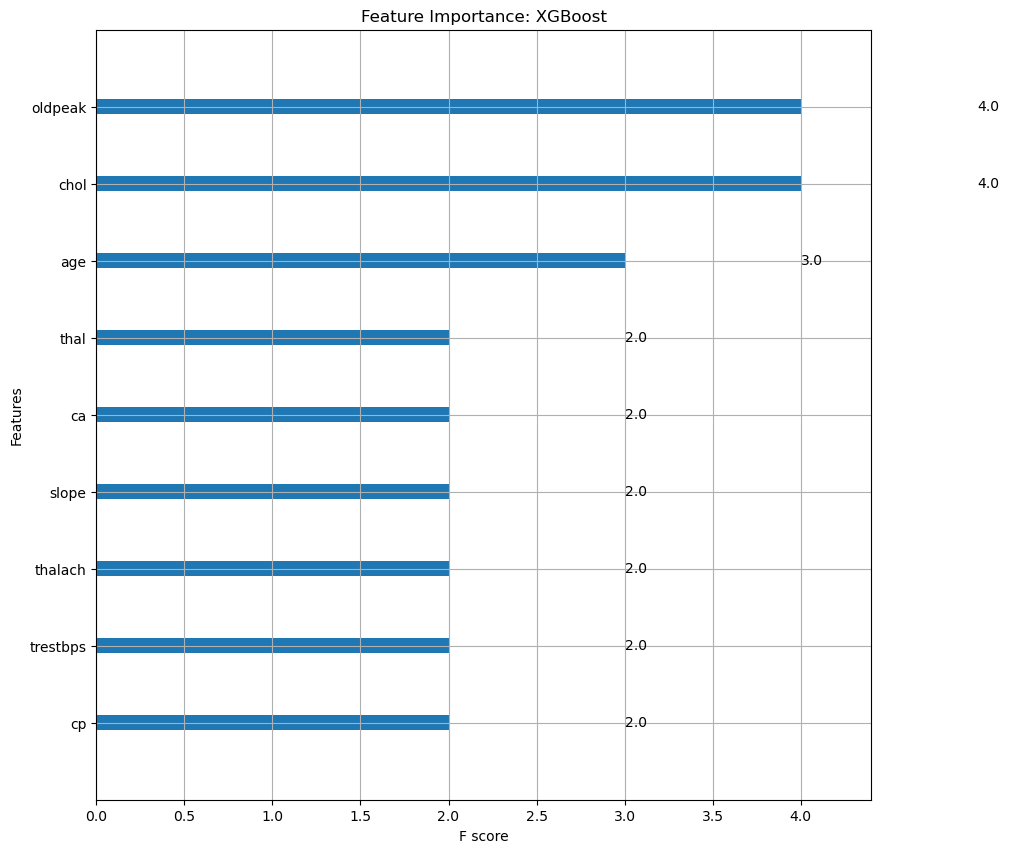 Feature Importance: XGBoost
oldpeak 4.0
chol 4.0
age 3.0
thal 2.0
ca 2.0
slope 2.0
thalach 2.0
trestbps 2.0
cp 2.0
Features
0.0 0.5 1.0 1.5 2.0 2.5 3.0 3.5 4.0
F score